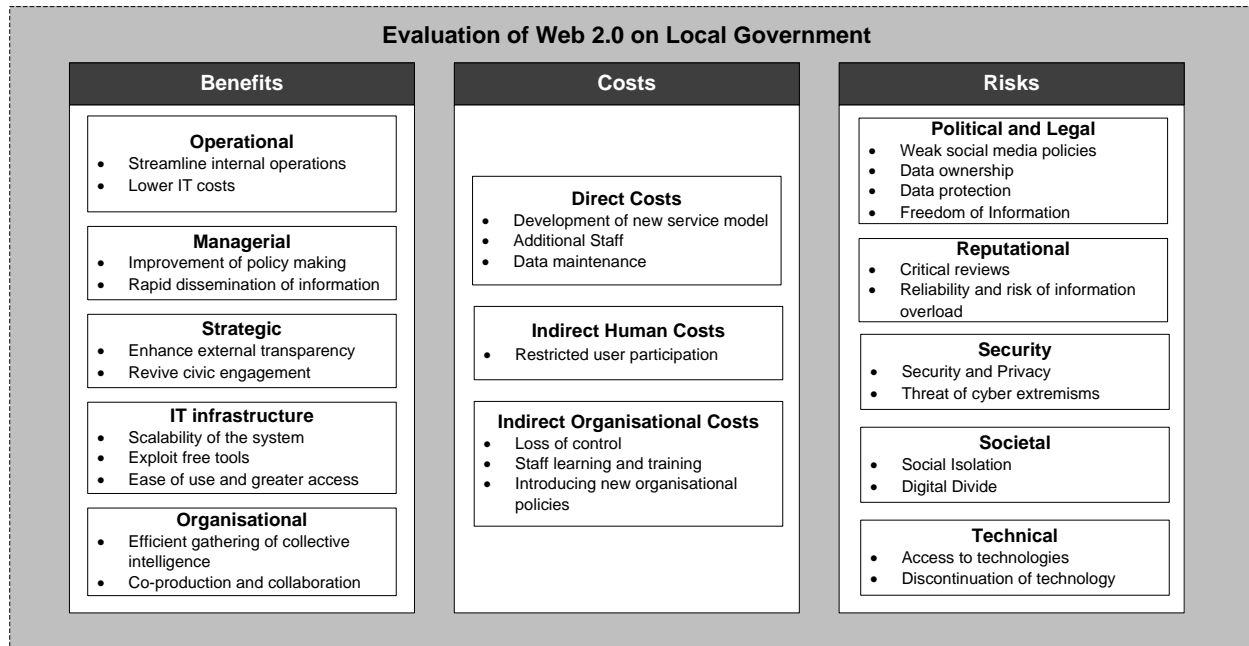 Evaluation of Web 2.0 on Local Government
Benefits
Operational
• Streamline internal operations
• Lower IT costs
Managerial
• Improvement of policy making
• Rapid dissemination of information
Strategic
• Enhance external transparency
• Revive civic engagement
IT infrastructure
• Scalability of the system
• Exploit free tools
• Ease of use and greater access
Organisational
• Efficient gathering of collective
intelligence
• Co-production and collaboration
Costs
Direct Costs
• Development of new service model
• Additional Staff
• Data maintenance
Indirect Human Costs
• Restricted user participation
Indirect Organisational Costs
• Loss of control
• Staff learning and training
• Introducing new organisational
policies
Risks
Political and Legal
• Weak social media policies
• Data ownership
• Data protection
• Freedom of Information
Reputational
• Critical reviews
• Reliability and risk of information
overload
Security
• Security and Privacy
• Threat of cyber extremisms
Societal
• Social Isolation
• Digital Divide
Technical
• Access to technologies
• Discontinuation of technology